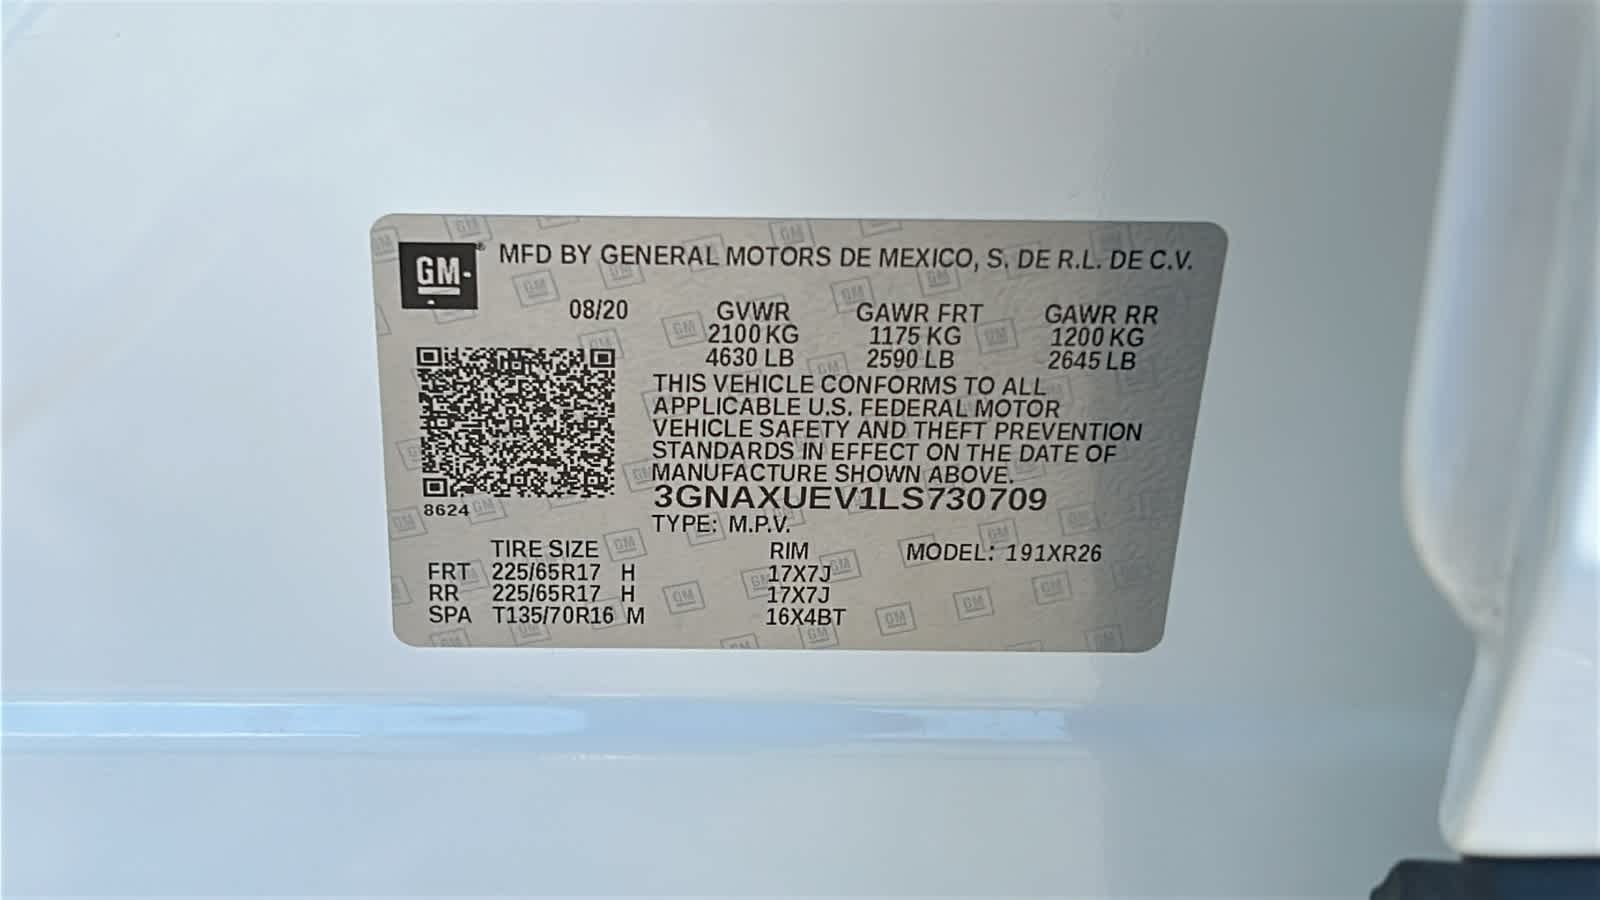 GM ® MFD BY GENERAL MOTORS DE MEXICO, S. DE R.L. DE C.V.
08/20 GVWR GAWR FRT GAWR RR
2100 KG 1175 KG 1200 KG
4630 LB 2590 LB 2645 LB
THIS VEHICLE CONFORMS TO ALL
APPLICABLE U.S. FEDERAL MOTOR
VEHICLE SAFETY AND THEFT PREVENTION
STANDARDS IN EFFECT ON THE DATE OF
MANUFACTURE SHOWN ABOVE.
3GNAXUEV1LS730709
8624
TYPE: M.P.V.
TIRE SIZE RIM MODEL: 191XR26
FRT 225/65R17 H 17X7J
RR 225/65R17 H 17X7J
SPA T135/70R16 M 16X4BT